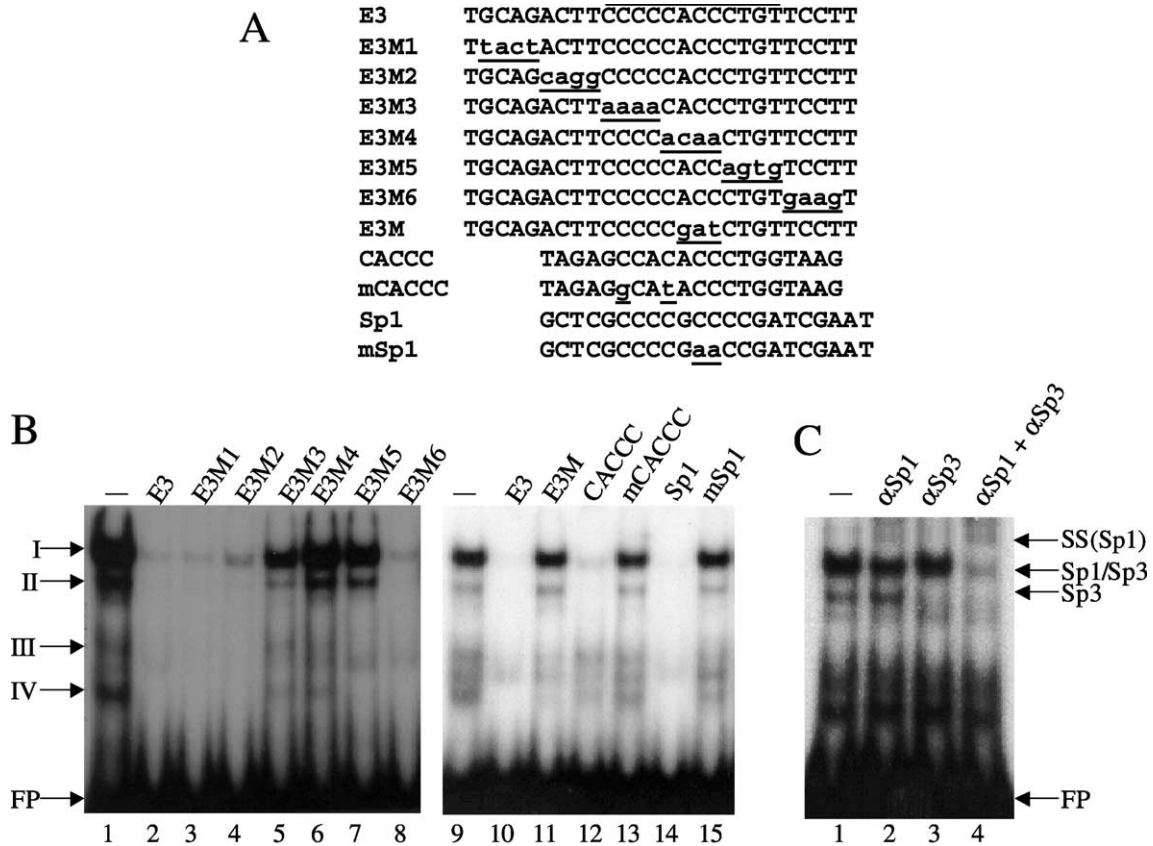 A
E3 TGCAGACTTCCCCCACCCTGTTCCTT
E3M1 TtactACTTCCCCCACCCTGTTCCTT
E3M2 TGCAGcaggCCCCCACCCTGTTCCTT
E3M3 TGCAGACTTaaaaCACCCTGTTCCTT
E3M4 TGCAGACTTCCCCacaaCTGTTCCTT
E3M5 TGCAGACTTCCCCCACCagtgTCCTT
E3M6 TGCAGACTTCCCCCACCCTGTgaagT
E3M TGCAGACTTCCCCCgatCTGTTCCTT
CACCC TAGAGCCACACCCTGGTAAG
mCACCC TAGAGgCAtACCCTGGTAAG
Sp1 GCTCGCCCCGCCCCGATCGAAT
mSp1 GCTCGCCCCGaaCCGATCGAAT
B
— E3 E3M1 E3M2 E3M3 E3M4 E3M5 E3M6
— E3 E3M CACCC mCACCC Sp1 mSp1
I
II
III
IV
FP
1 2 3 4 5 6 7 8
9 10 11 12 13 14 15
C
— αSp1 αSp3 αSp1 + αSp3
SS(Sp1)
Sp1/Sp3
Sp3
FP
1 2 3 4